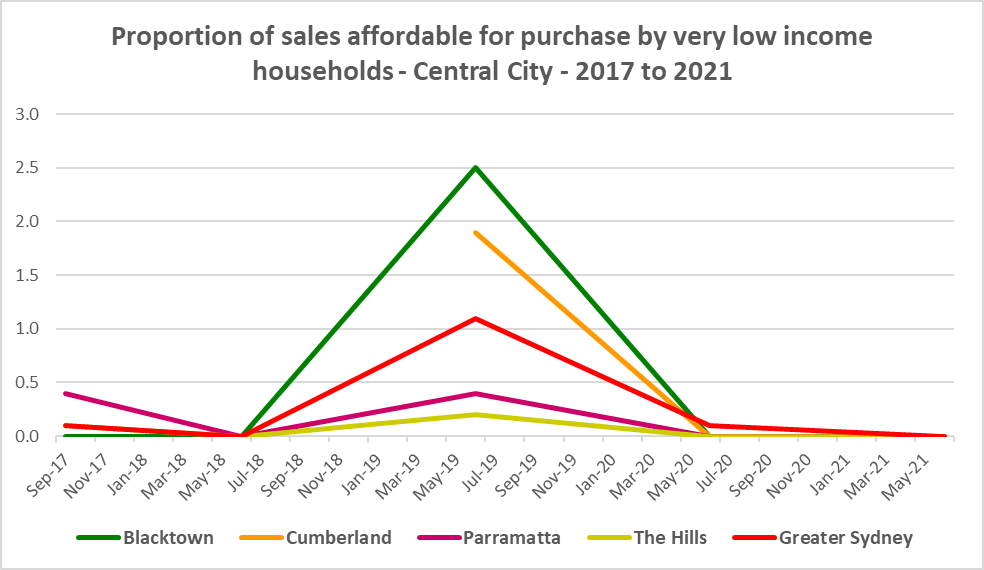 Proportion of sales affordable for purchase by very low income
households - Central City - 2017 to 2021
3.0
2.5
2.0
1.5
1.0
0.5
0.0
Sep-17 Nov-17 Jan-18 Mar-18 May-18 Jul-18 Sep-18 Nov-18 Jan-19 Mar-19 May-19 Jul-19 Sep-19 Nov-19 Jan-20 Mar-20 May-20 Jul-20 Sep-20 Nov-20 Jan-21 Mar-21 May-21
Blacktown Cumberland Parramatta The Hills Greater Sydney